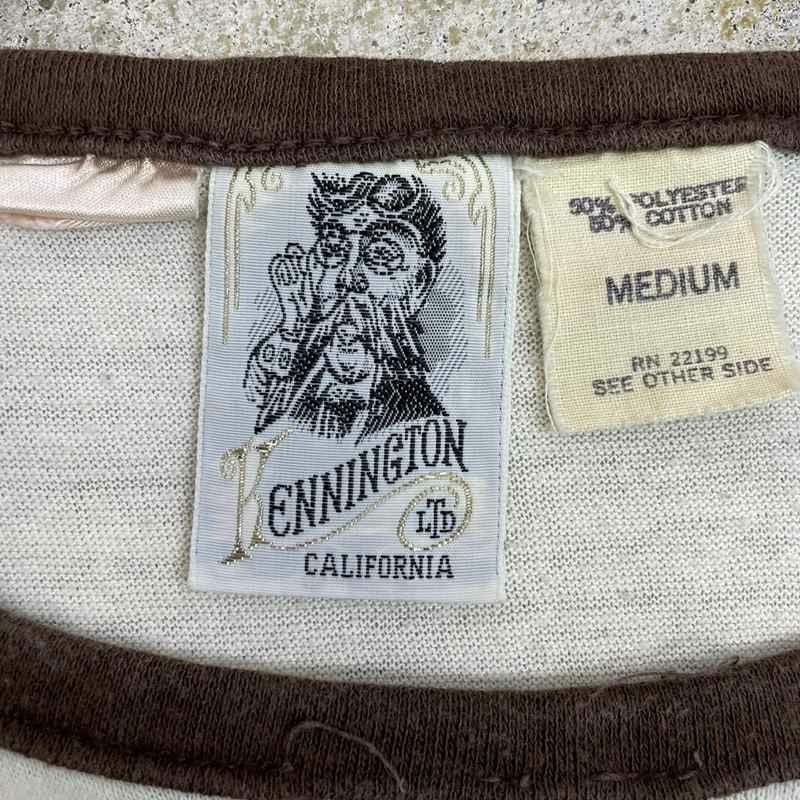 KENNINGTON
LTD
CALIFORNIA
50% POLYESTER
50% COTTON
MEDIUM
RN 22199
SEE OTHER SIDE